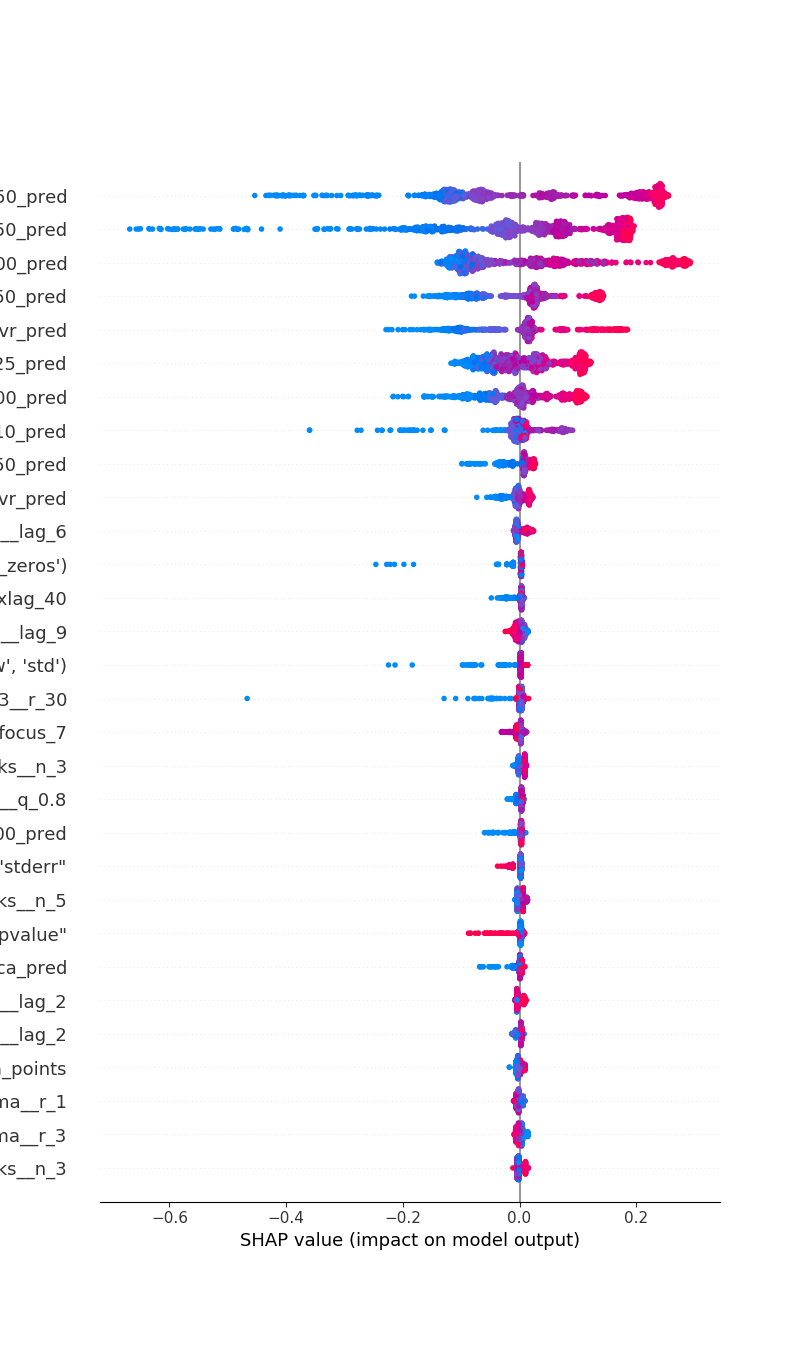 50_pred
50_pred
00_pred
50_pred
vr_pred
25_pred
00_pred
10_pred
50_pred
vr_pred
__lag_6
_zeros')
xlag_40
__lag_9
', 'std')
3__r_30
focus_7
ks__n_3
__q_0.8
00_pred
"stderr"
ks__n_5
pvalue"
ca_pred
__lag_2
__lag_2
_points
ma__r_1
ma__r_3
ks__n_3
−0.6 −0.4 −0.2 0.0 0.2
SHAP value (impact on model output)